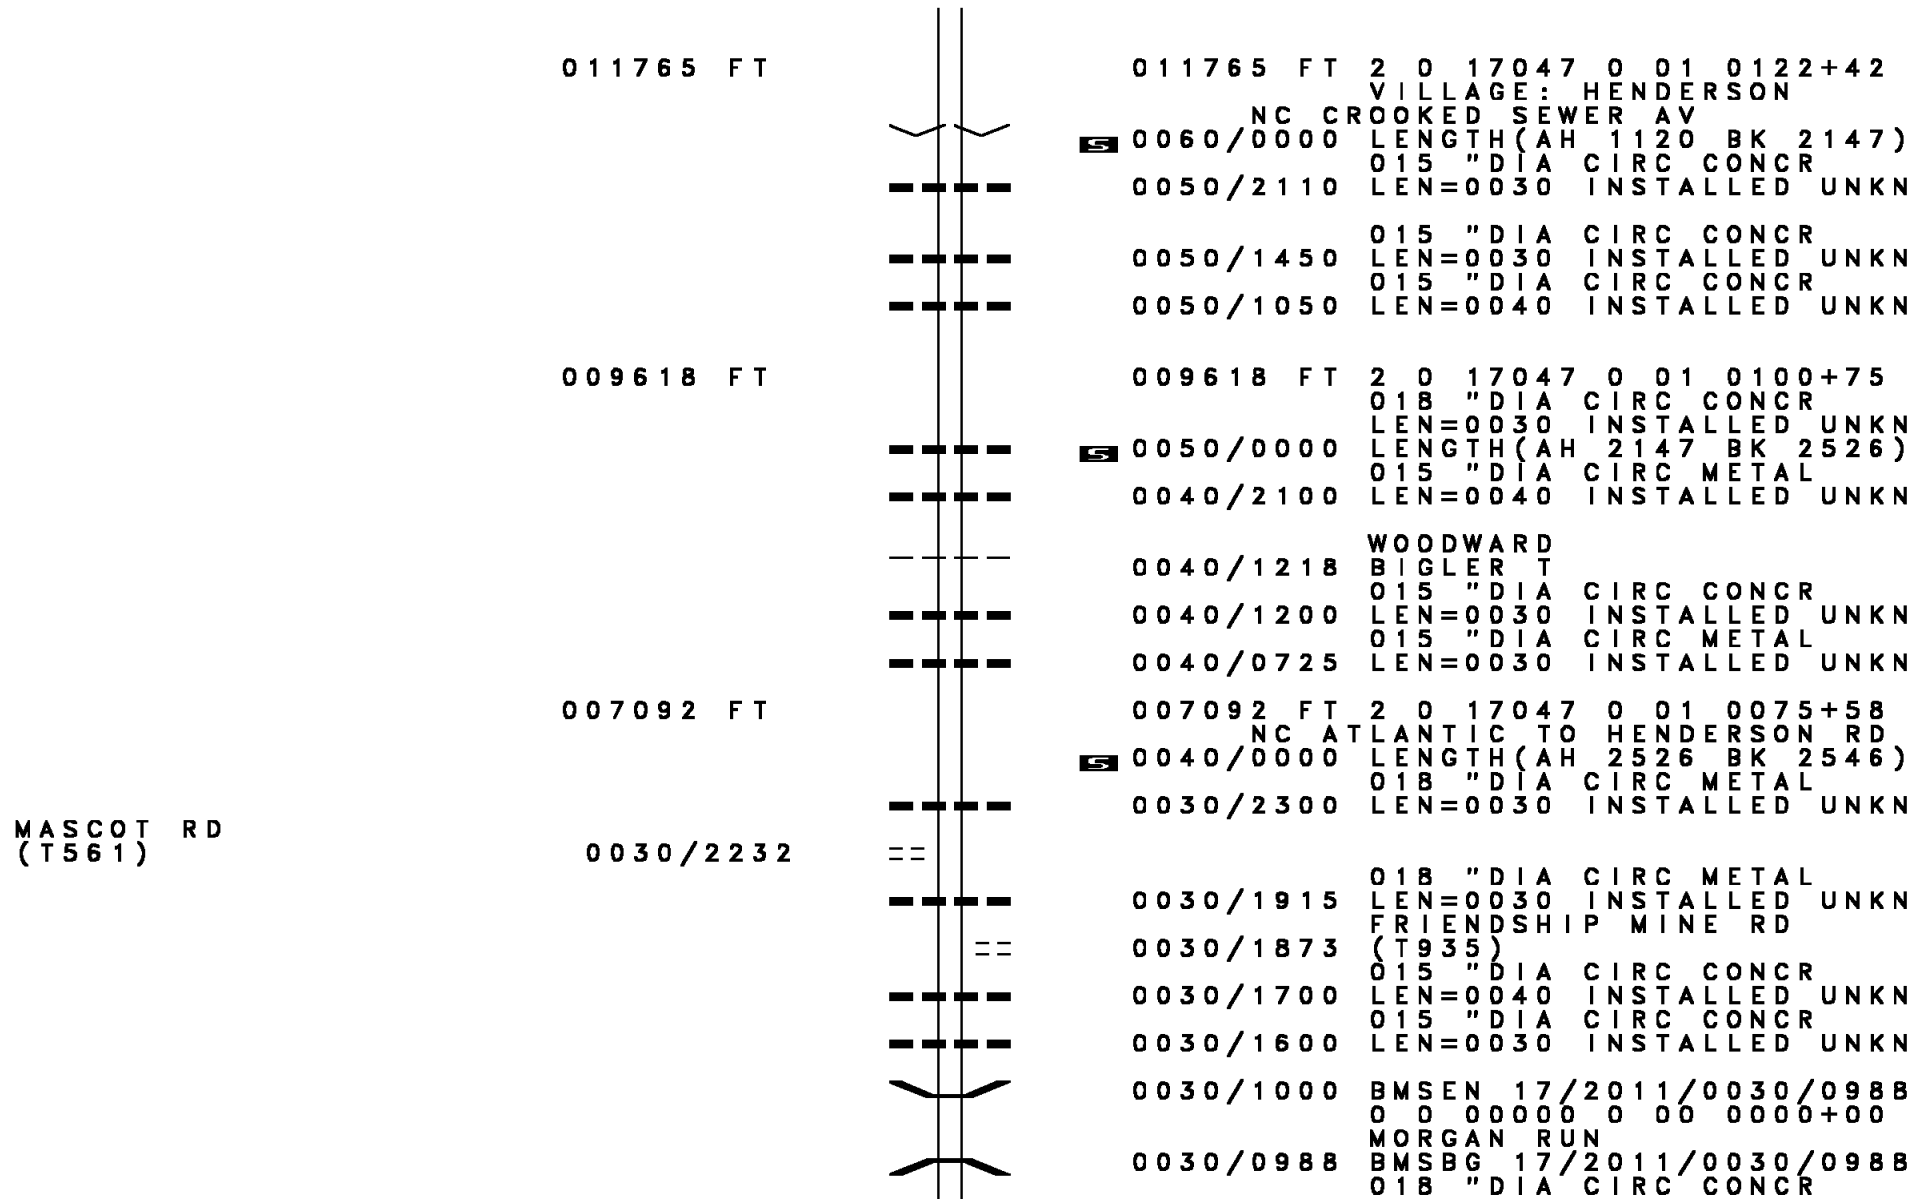 011765 FT 011765 FT 2 0 17047 0 01 0122+42
VILLAGE: HENDERSON
NC CROOKED SEWER AV
S 0060/0000 LENGTH(AH 1120 BK 2147)
015 "DIA CIRC CONCR
0050/2110 LEN=0030 INSTALLED UNKN
015 "DIA CIRC CONCR
0050/1450 LEN=0030 INSTALLED UNKN
015 "DIA CIRC CONCR
0050/1050 LEN=0040 INSTALLED UNKN
009618 FT 009618 FT 2 0 17047 0 01 0100+75
018 "DIA CIRC CONCR
LEN=0030 INSTALLED UNKN
S 0050/0000 LENGTH(AH 2147 BK 2526)
015 "DIA CIRC METAL
0040/2100 LEN=0040 INSTALLED UNKN
WOODWARD
0040/1218 BIGLER T
015 "DIA CIRC CONCR
0040/1200 LEN=0030 INSTALLED UNKN
015 "DIA CIRC METAL
0040/0725 LEN=0030 INSTALLED UNKN
007092 FT 007092 FT 2 0 17047 0 01 0075+58
NC ATLANTIC TO HENDERSON RD
S 0040/0000 LENGTH(AH 2526 BK 2546)
018 "DIA CIRC METAL
0030/2300 LEN=0030 INSTALLED UNKN
MASCOT RD
(T561) 0030/2232
018 "DIA CIRC METAL
0030/1915 LEN=0030 INSTALLED UNKN
FRIENDSHIP MINE RD
0030/1873 (T935)
015 "DIA CIRC CONCR
0030/1700 LEN=0040 INSTALLED UNKN
015 "DIA CIRC CONCR
0030/1600 LEN=0030 INSTALLED UNKN
0030/1000 BMSEN 17/2011/0030/0988
0 0 00000 0 00 0000+00
MORGAN RUN
0030/0988 BMSBG 17/2011/0030/0988
018 "DIA CIRC CONCR